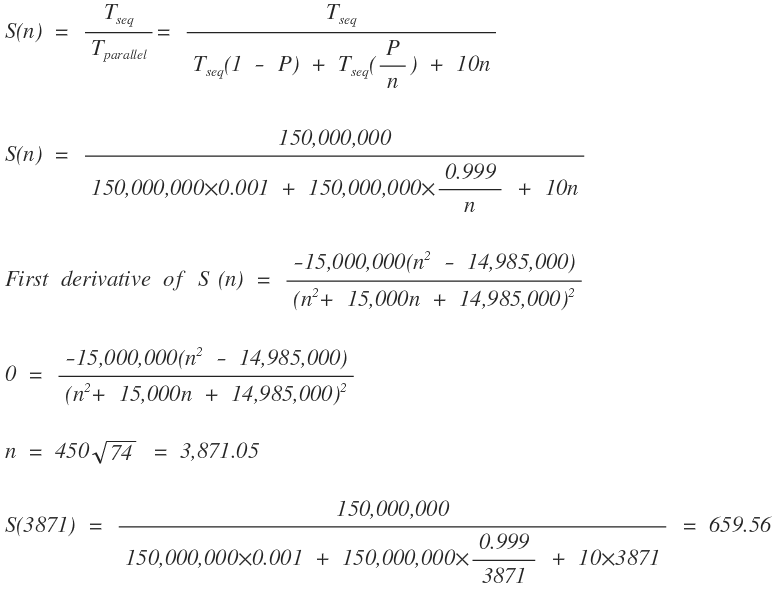 S(n) = T_seq / T_parallel = T_seq / (T_seq(1 - P) + T_seq(P/n) + 10n)
S(n) = 150,000,000 / (150,000,000×0.001 + 150,000,000× 0.999/n + 10n)
First derivative of S (n) = -15,000,000(n² - 14,985,000) / (n²+ 15,000n + 14,985,000)²
0 = -15,000,000(n² - 14,985,000) / (n²+ 15,000n + 14,985,000)²
n = 450√74 = 3,871.05
S(3871) = 150,000,000 / (150,000,000×0.001 + 150,000,000× 0.999/3871 + 10×3871) = 659.56